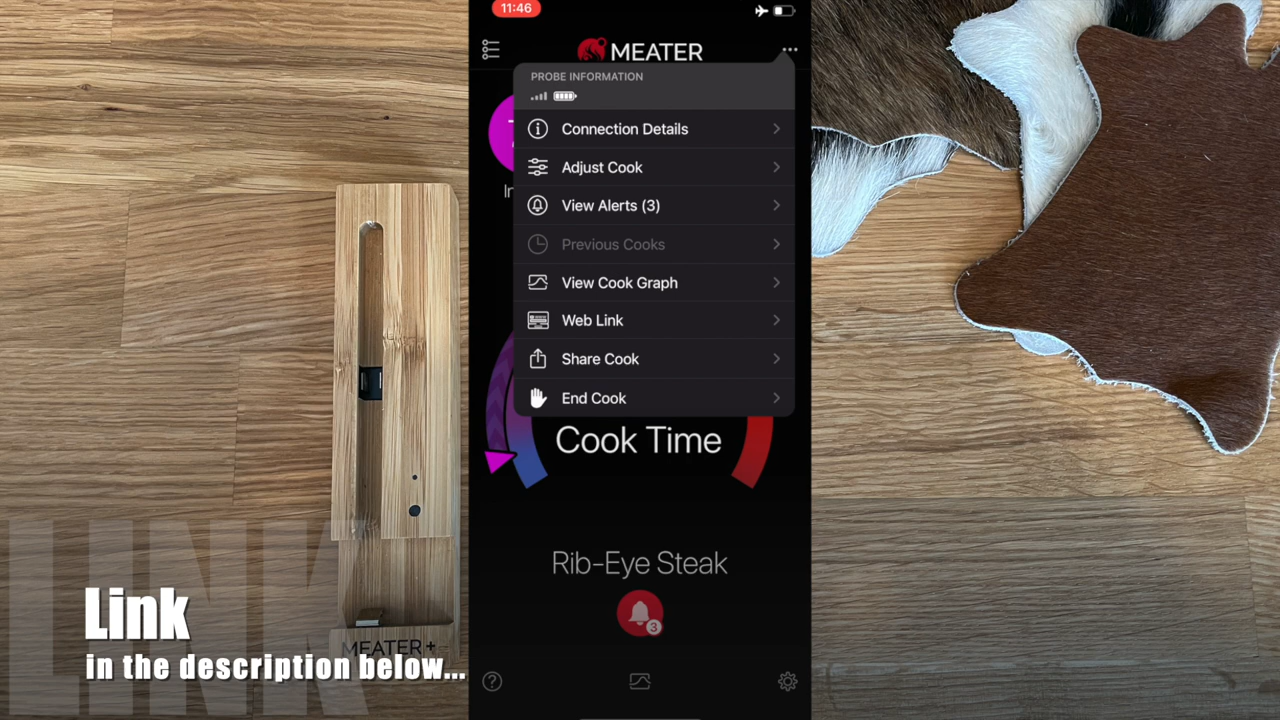 11:46
MEATER
PROBE INFORMATION
Connection Details
Adjust Cook
View Alerts (3)
Previous Cooks
View Cook Graph
Web Link
Share Cook
End Cook
Cook Time
Rib-Eye Steak
3
LINK
Link
in the description below...
MEATER+